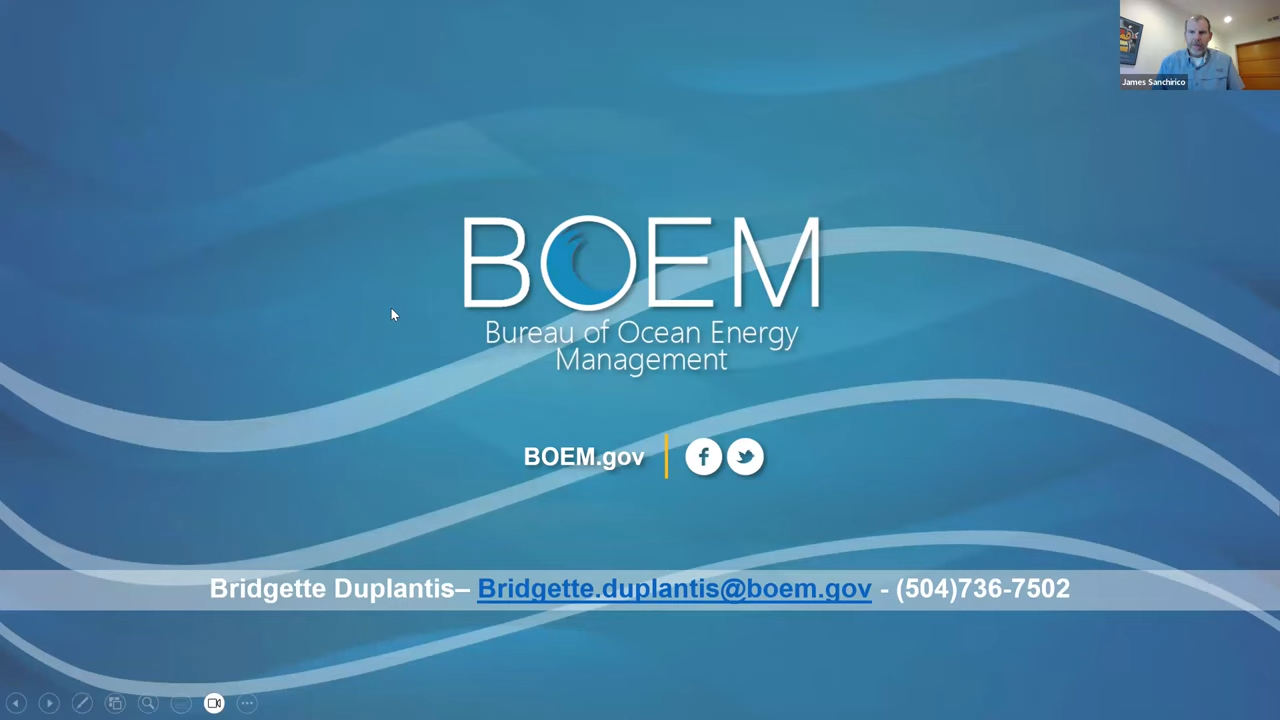 James Sanchirico
BOEM
Bureau of Ocean Energy
Management
BOEM.gov
Bridgette Duplantis– Bridgette.duplantis@boem.gov - (504)736-7502